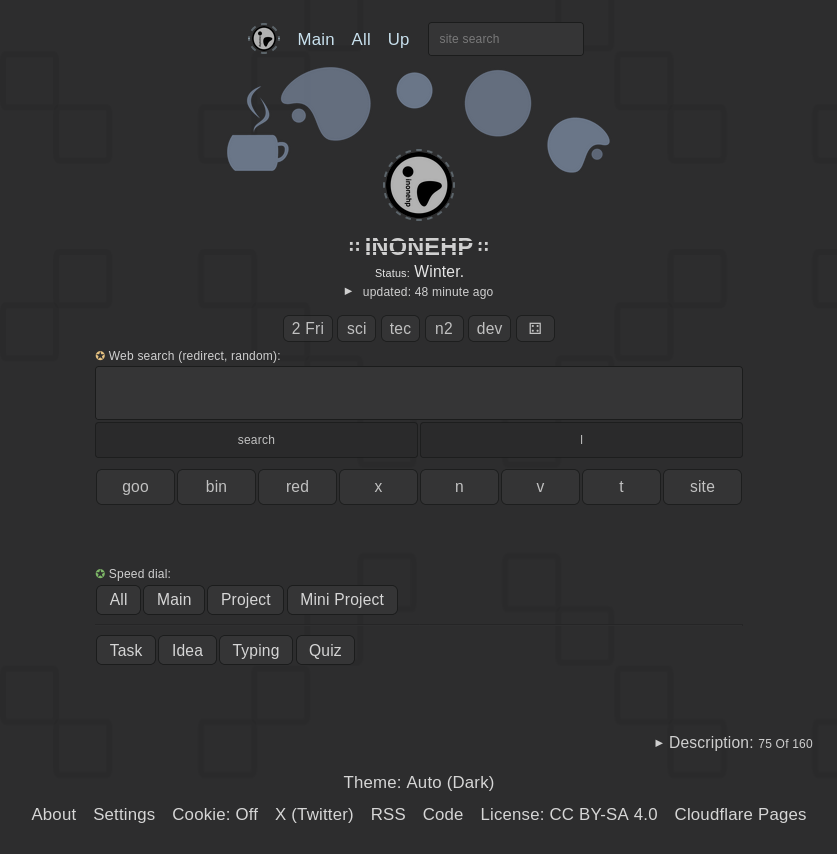 Main All Up site search
inonehp
:: INONEHP ::
Status: Winter.
▶ updated: 48 minute ago
2 Fri sci tec n2 dev ⚃
✪ Web search (redirect, random):
search I
goo bin red x n v t site
✪ Speed dial:
All Main Project Mini Project
Task Idea Typing Quiz
▶ Description: 75 Of 160
Theme: Auto (Dark)
About Settings Cookie: Off X (Twitter) RSS Code License: CC BY-SA 4.0 Cloudflare Pages